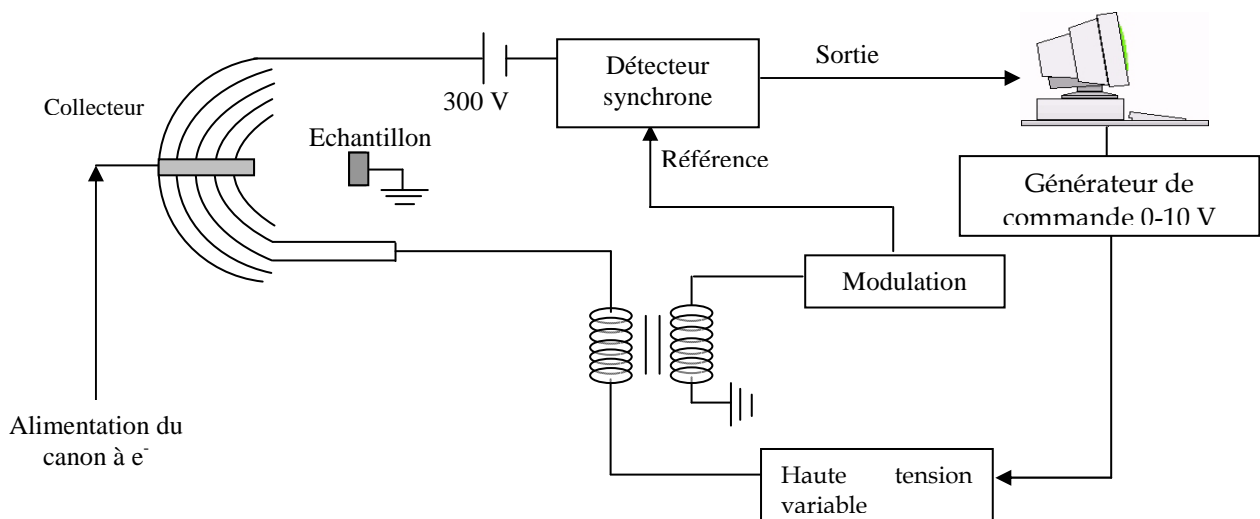 Collecteur
300 V
Détecteur
synchrone
Sortie
Echantillon
Référence
Générateur de
commande 0-10 V
Modulation
Alimentation du
canon à e⁻
Haute tension
variable